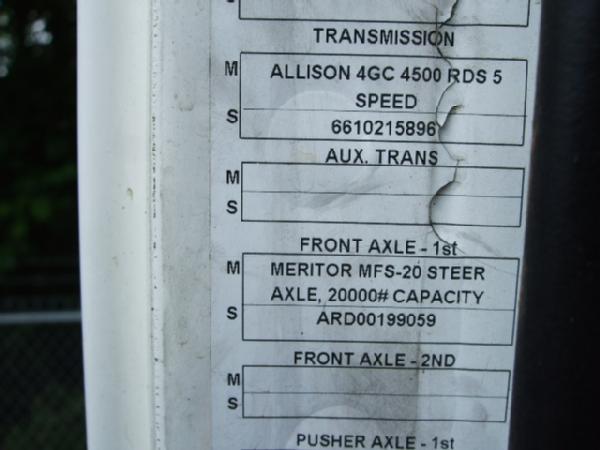 S
TRANSMISSION
M ALLISON 4GC 4500 RDS 5
SPEED
S 6610215896
AUX. TRANS
M
S
FRONT AXLE - 1st
M MERITOR MFS-20 STEER
AXLE, 20000# CAPACITY
S ARD00199059
FRONT AXLE - 2ND
M
S
PUSHER AXLE - 1st